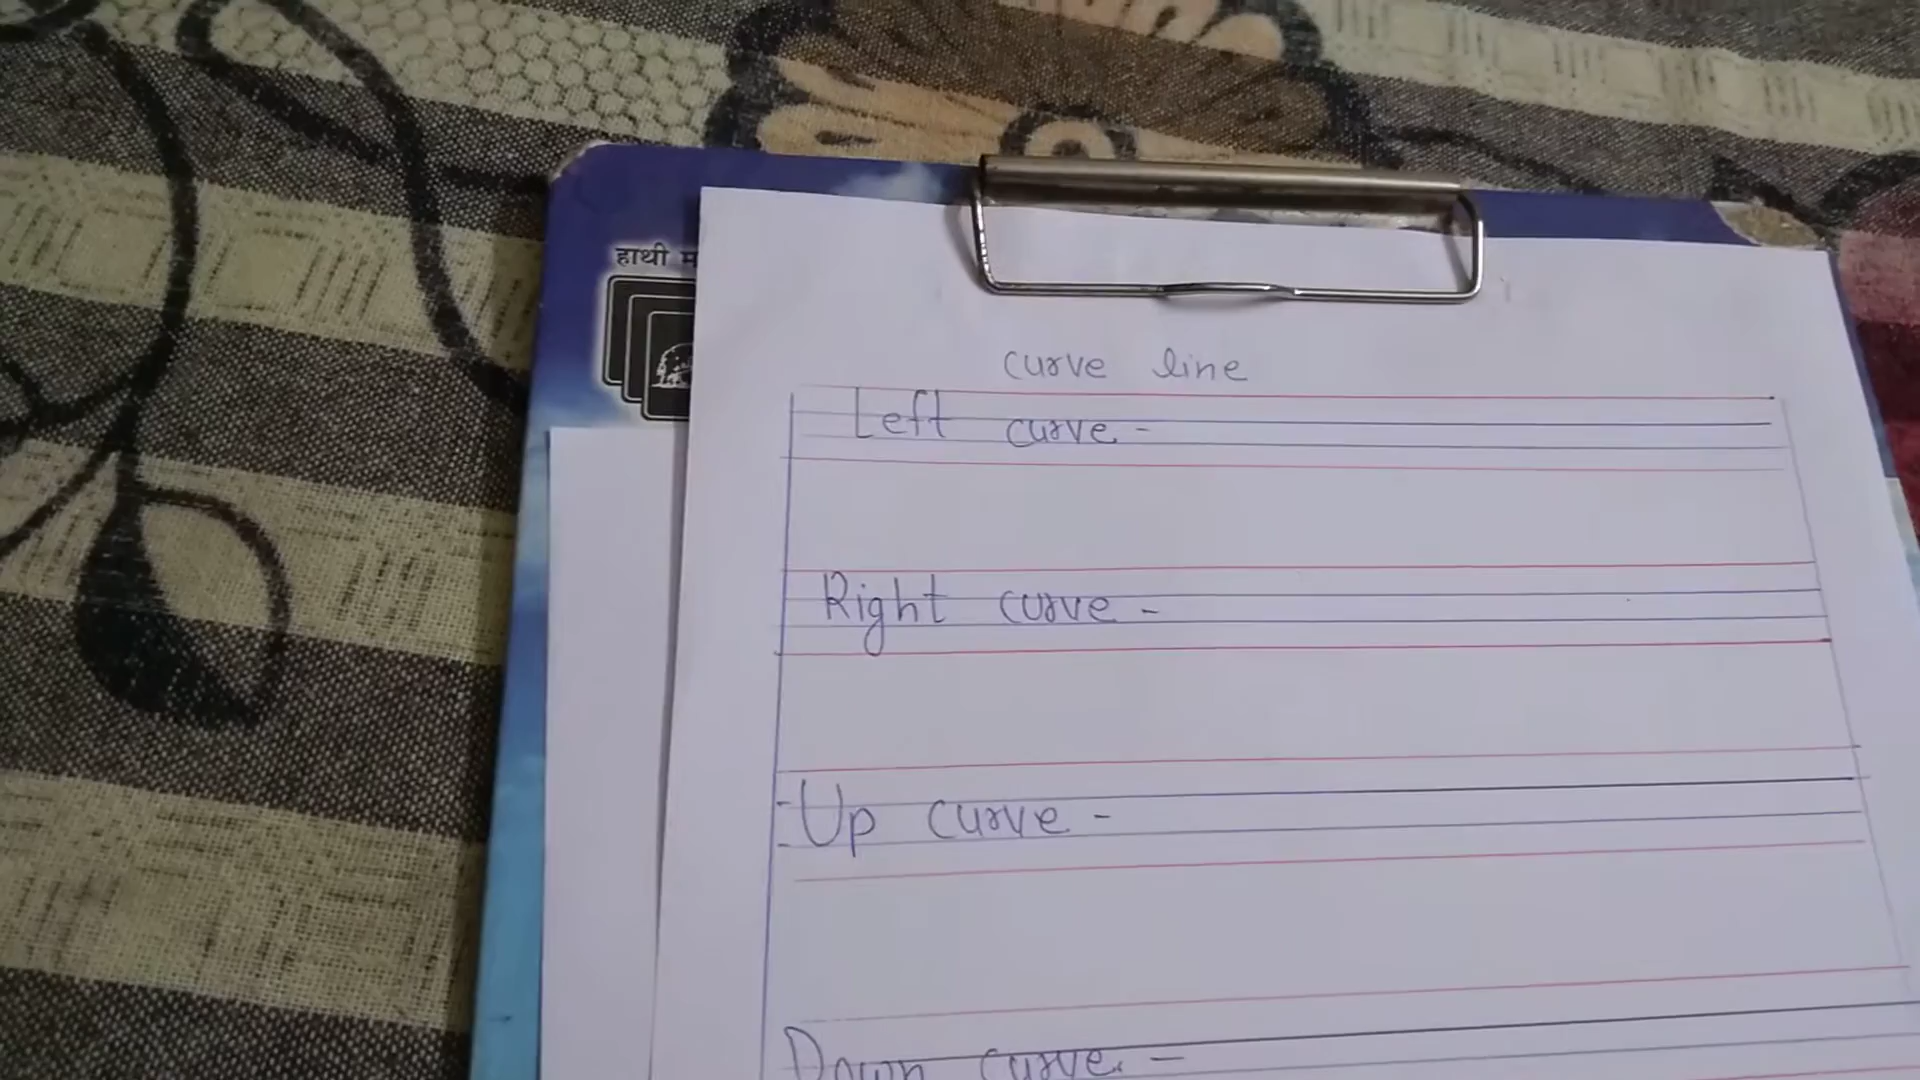 हाथी म
curve line
Left curve -
Right curve -
Up curve -
Down curve -